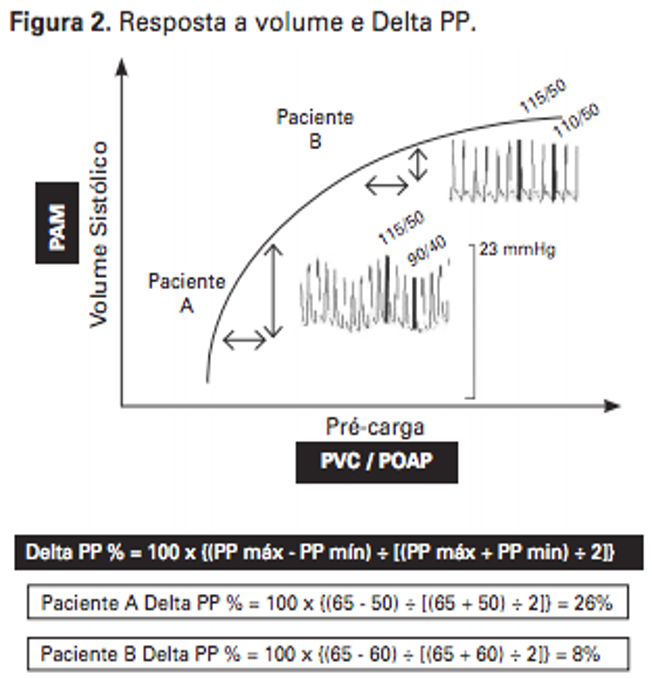 Figura 2. Resposta a volume e Delta PP.
115/50
110/50
Paciente
B
115/50
90/40
23 mmHg
PAM
Volume Sistólico
Paciente
A
Pré-carga
PVC / POAP
Delta PP % = 100 x {(PP máx - PP mín) ÷ [(PP máx + PP min) ÷ 2]}
Paciente A Delta PP % = 100 x {(65 - 50) ÷ [(65 + 50) ÷ 2]} = 26%
Paciente B Delta PP % = 100 x {(65 - 60) ÷ [(65 + 60) ÷ 2]} = 8%